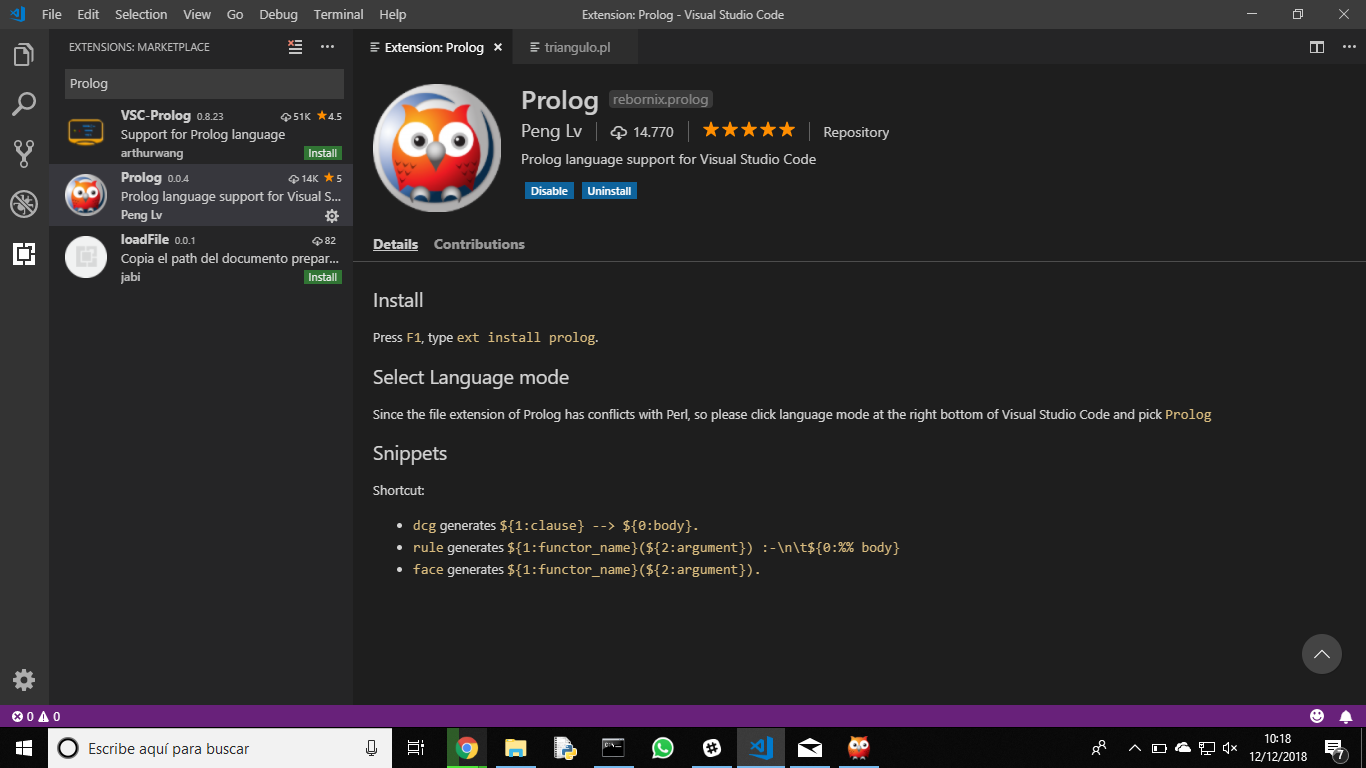 File Edit Selection View Go Debug Terminal Help
Extension: Prolog - Visual Studio Code
EXTENSIONS: MARKETPLACE
Prolog
VSC-Prolog 0.8.23 51K 4.5
Support for Prolog language
arthurwang Install
Prolog 0.0.4 14K 5
Prolog language support for Visual S...
Peng Lv
loadFile 0.0.1 82
Copia el path del documento prepar...
jabi Install
Extension: Prolog
triangulo.pl
Prolog rebornix.prolog
Peng Lv 14.770 Repository
Prolog language support for Visual Studio Code
Disable Uninstall
Details Contributions
Install
Press F1, type ext install prolog.
Select Language mode
Since the file extension of Prolog has conflicts with Perl, so please click language mode at the right bottom of Visual Studio Code and pick Prolog
Snippets
Shortcut:
• dcg generates ${1:clause} --> ${0:body}.
• rule generates ${1:functor_name}(${2:argument}) :-\n\t${0:%% body}
• face generates ${1:functor_name}(${2:argument}).
0 0
Escribe aquí para buscar
10:18
12/12/2018
7